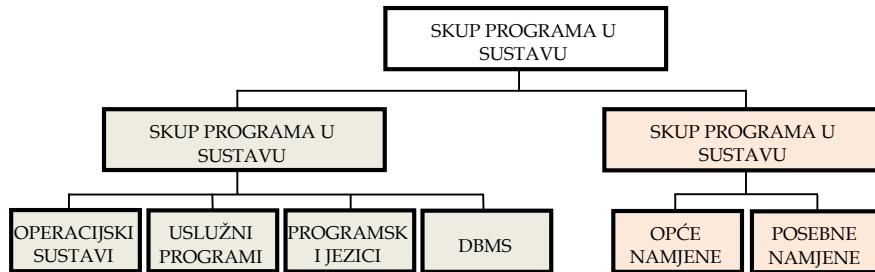 SKUP PROGRAMA U
SUSTAVU
SKUP PROGRAMA U
SUSTAVU
SKUP PROGRAMA U
SUSTAVU
OPERACIJSKI
SUSTAVI
USLUŽNI
PROGRAMI
PROGRAMSK
I JEZICI
DBMS
OPĆE
NAMJENE
POSEBNE
NAMJENE